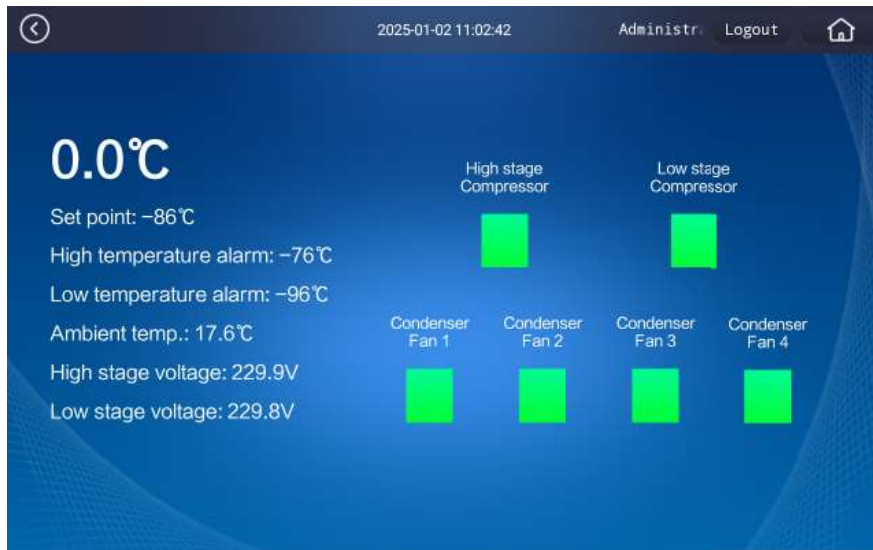 2025-01-02 11:02:42
Administr
Logout
0.0℃
Set point: −86℃
High temperature alarm: −76℃
Low temperature alarm: −96℃
Ambient temp.: 17.6℃
High stage voltage: 229.9V
Low stage voltage: 229.8V
High stage
Compressor
Low stage
Compressor
Condenser
Fan 1
Condenser
Fan 2
Condenser
Fan 3
Condenser
Fan 4